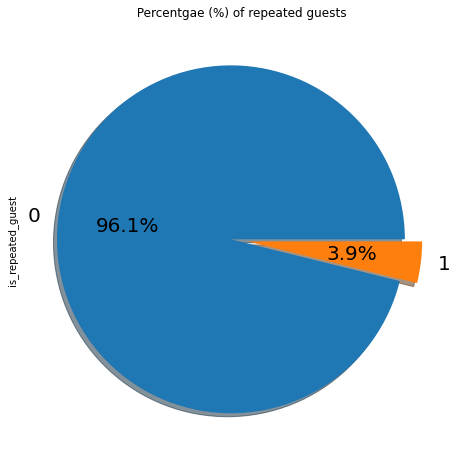 Percentgae (%) of repeated guests
0
96.1%
3.9%
1
is_repeated_guest